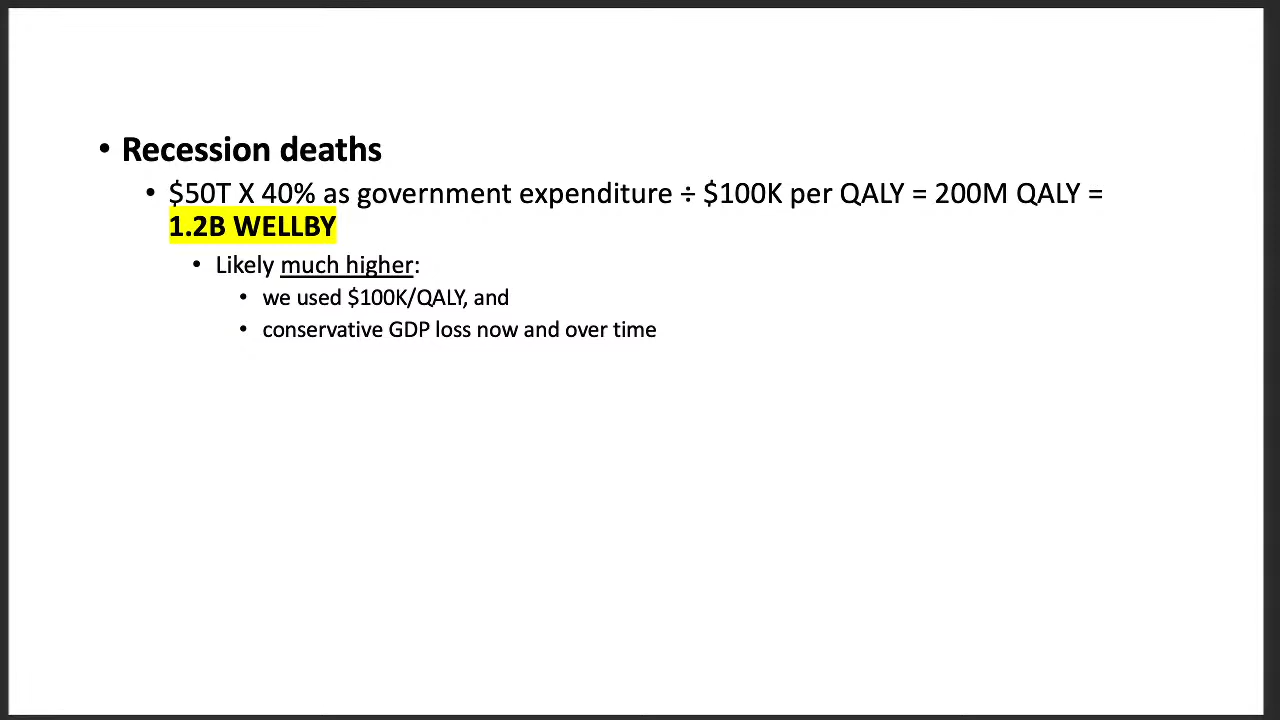 • Recession deaths
• $50T X 40% as government expenditure ÷ $100K per QALY = 200M QALY =
1.2B WELLBY
• Likely much higher:
• we used $100K/QALY, and
• conservative GDP loss now and over time